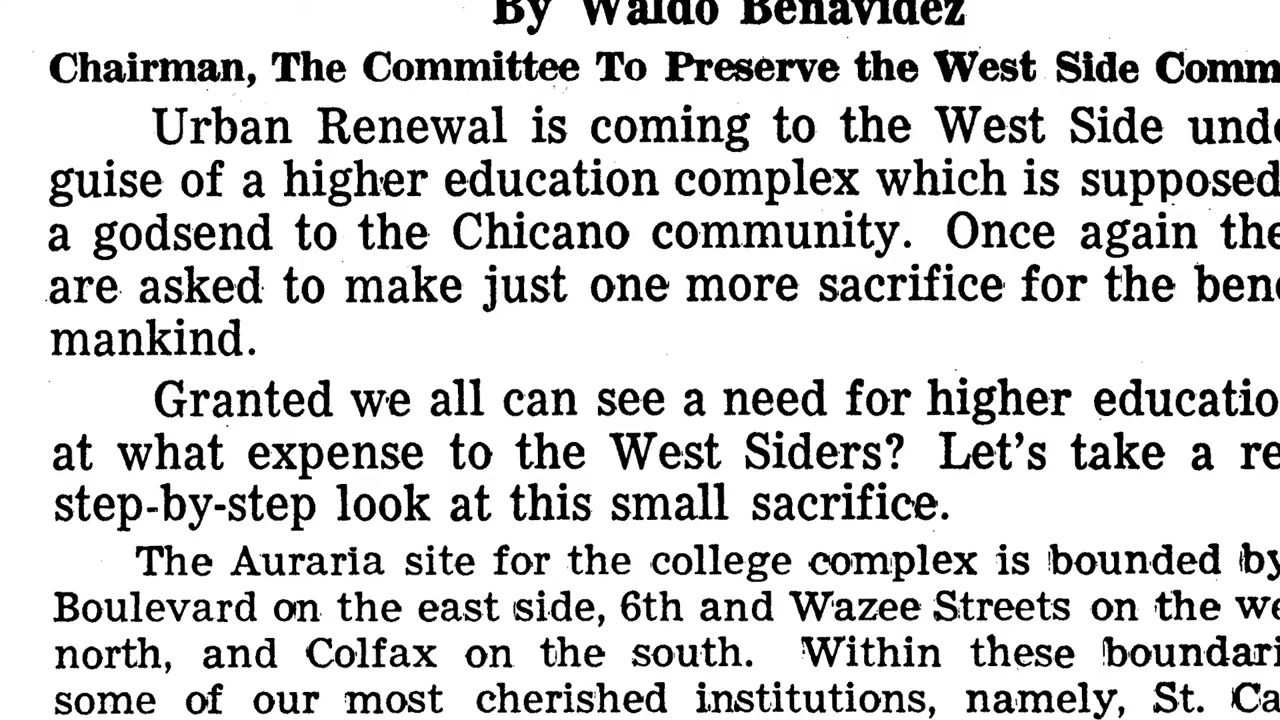 By Waldo Benavidez
Chairman, The Committee To Preserve the West Side Comm
Urban Renewal is coming to the West Side unde
guise of a higher education complex which is supposed
a godsend to the Chicano community. Once again the
are asked to make just one more sacrifice for the bene
mankind.
Granted we all can see a need for higher educatio
at what expense to the West Siders? Let's take a re
step-by-step look at this small sacrifice.
The Auraria site for the college complex is bounded by
Boulevard on the east side, 6th and Wazee Streets on the we
north, and Colfax on the south. Within these boundari
some of our most cherished institutions, namely, St. Ca